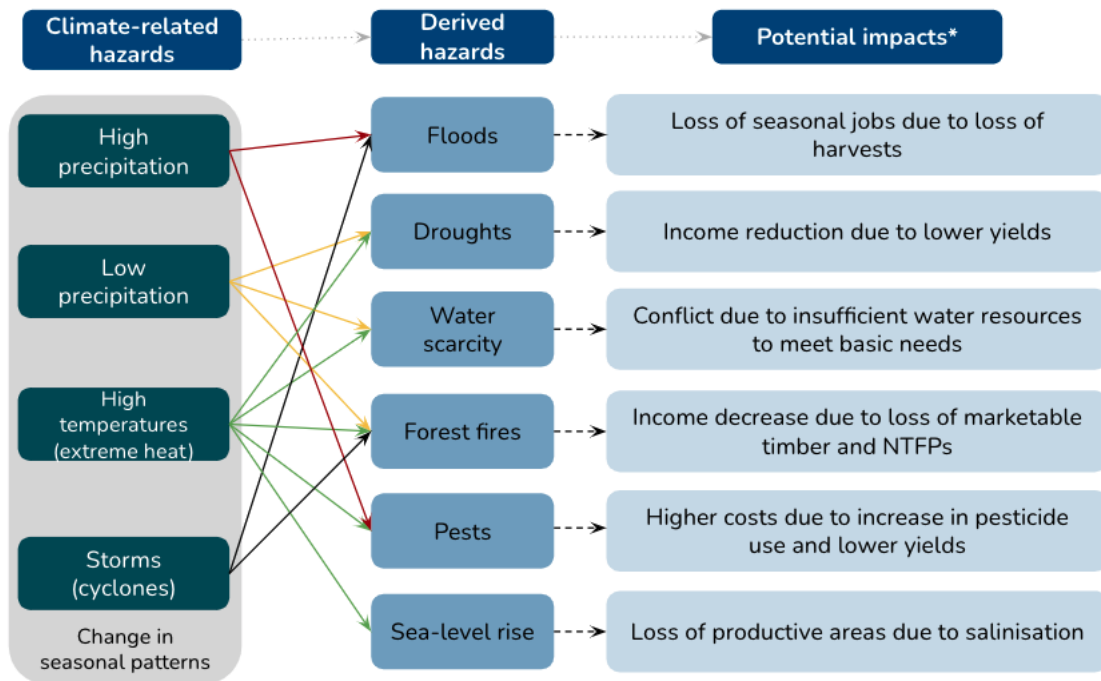 Climate-related
hazards
Derived
hazards
Potential impacts*
High
precipitation
Low
precipitation
High
temperatures
(extreme heat)
Storms
(cyclones)
Change in
seasonal patterns
Floods
Droughts
Water
scarcity
Forest fires
Pests
Sea-level rise
Loss of seasonal jobs due to loss of
harvests
Income reduction due to lower yields
Conflict due to insufficient water resources
to meet basic needs
Income decrease due to loss of marketable
timber and NTFPs
Higher costs due to increase in pesticide
use and lower yields
Loss of productive areas due to salinisation